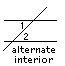 1
2
alternate
interior